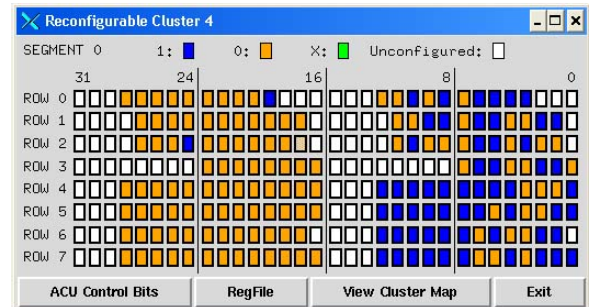 Reconfigurable Cluster 4
SEGMENT 0 1: 0: X: Unconfigured:
31 24 16 8 0
ROW 0
ROW 1
ROW 2
ROW 3
ROW 4
ROW 5
ROW 6
ROW 7
ACU Control Bits RegFile View Cluster Map Exit